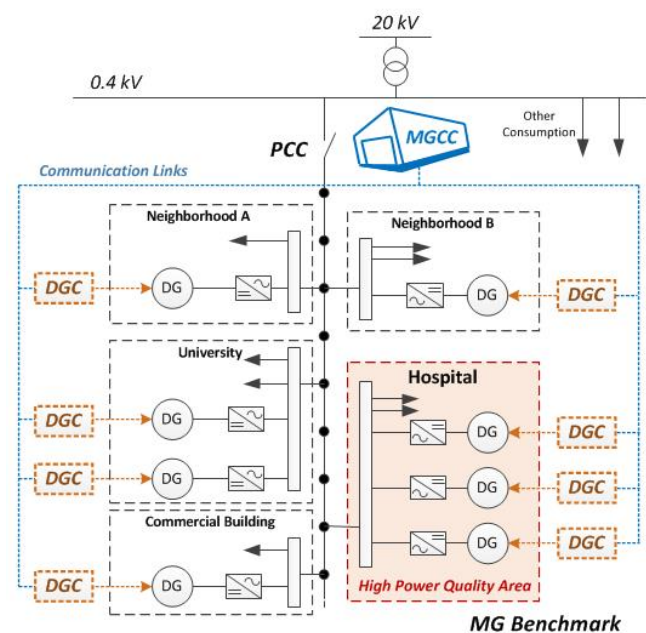 20 kV
0.4 kV
Other
Consumption
MGCC
PCC
Communication Links
Neighborhood A
Neighborhood B
DGC
DG
DG
DGC
University
Hospital
DGC
DG
DG
DGC
DGC
DG
DG
DGC
Commercial Building
DG
DGC
DGC
DG
High Power Quality Area
MG Benchmark